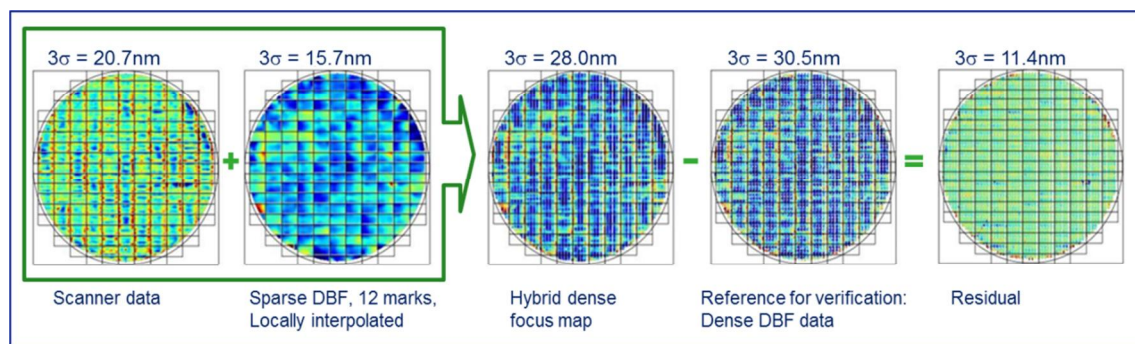 3σ = 20.7nm
3σ = 15.7nm
3σ = 28.0nm
3σ = 30.5nm
3σ = 11.4nm
+
-
=
Scanner data
Sparse DBF, 12 marks,
Locally interpolated
Hybrid dense
focus map
Reference for verification:
Dense DBF data
Residual